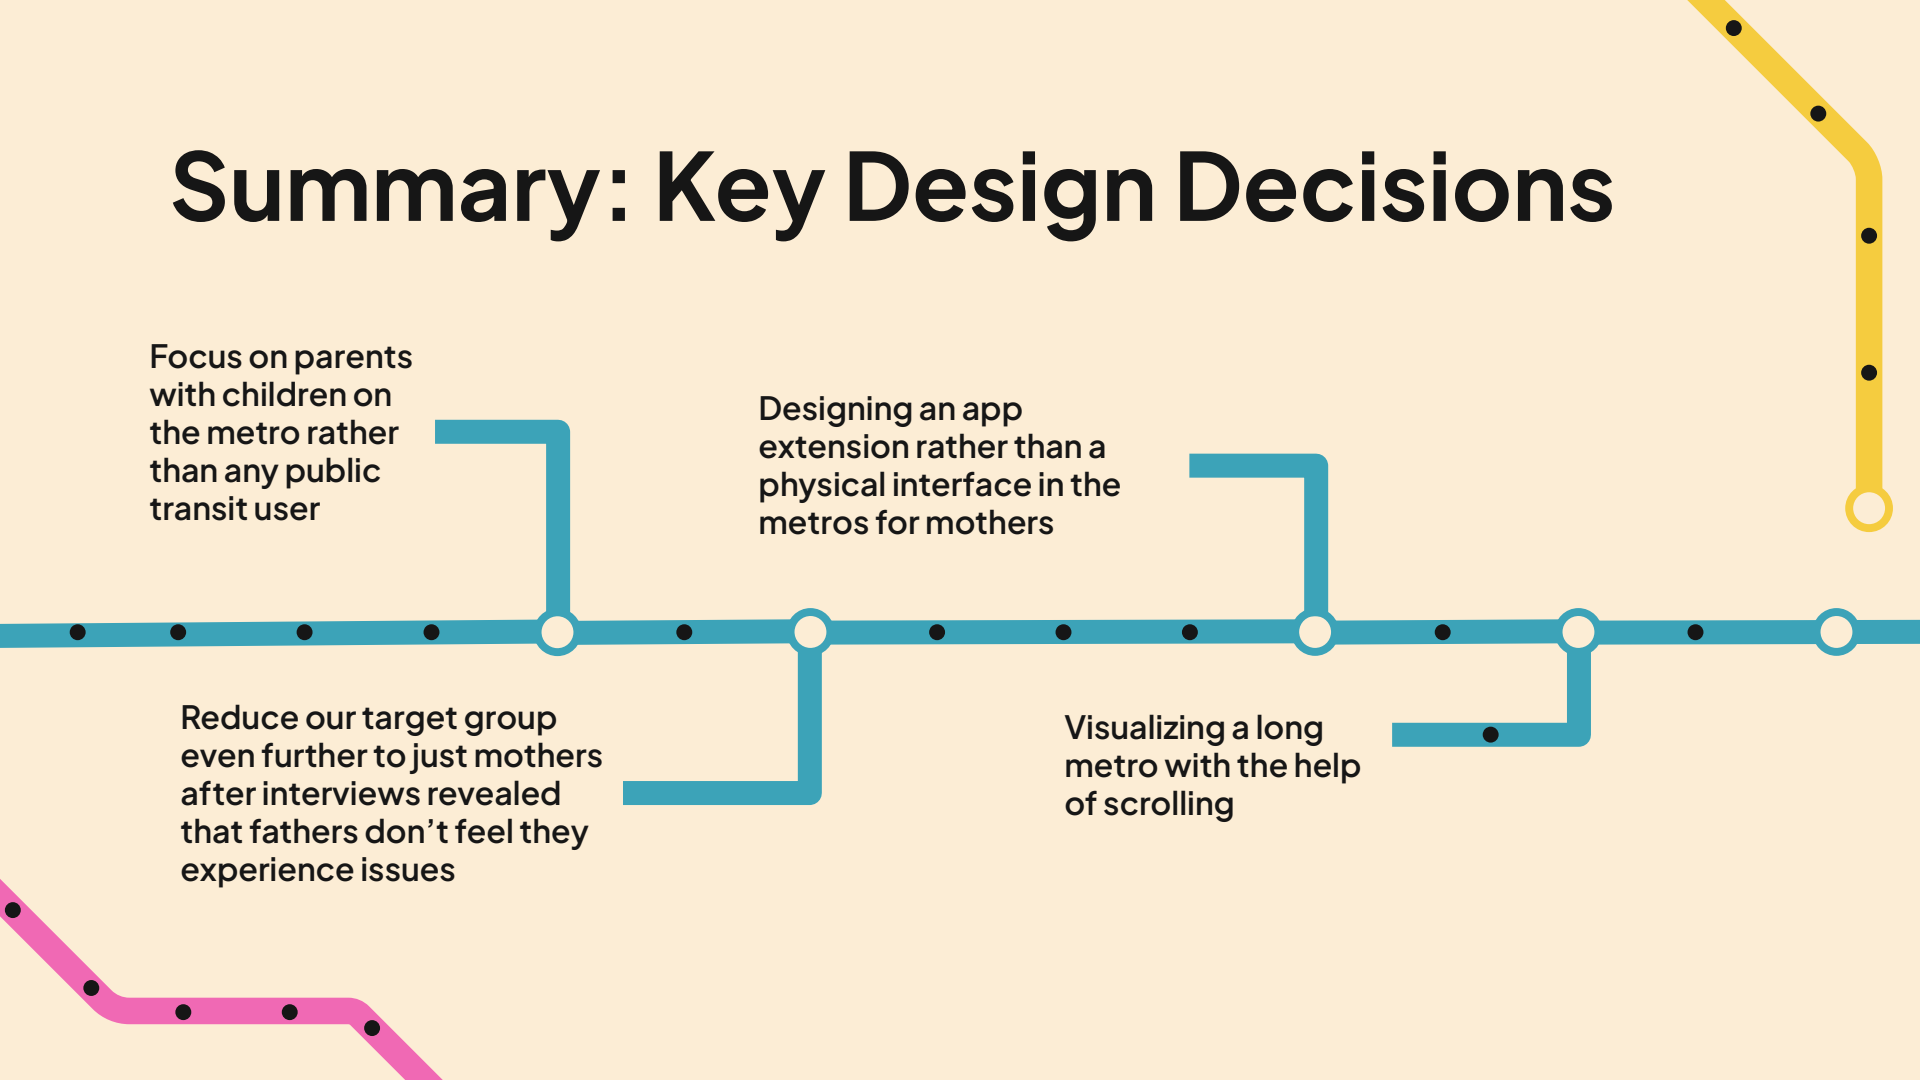 Summary: Key Design Decisions
Focus on parents
with children on
the metro rather
than any public
transit user
Reduce our target group
even further to just mothers
after interviews revealed
that fathers don’t feel they
experience issues
Designing an app
extension rather than a
physical interface in the
metros for mothers
Visualizing a long
metro with the help
of scrolling